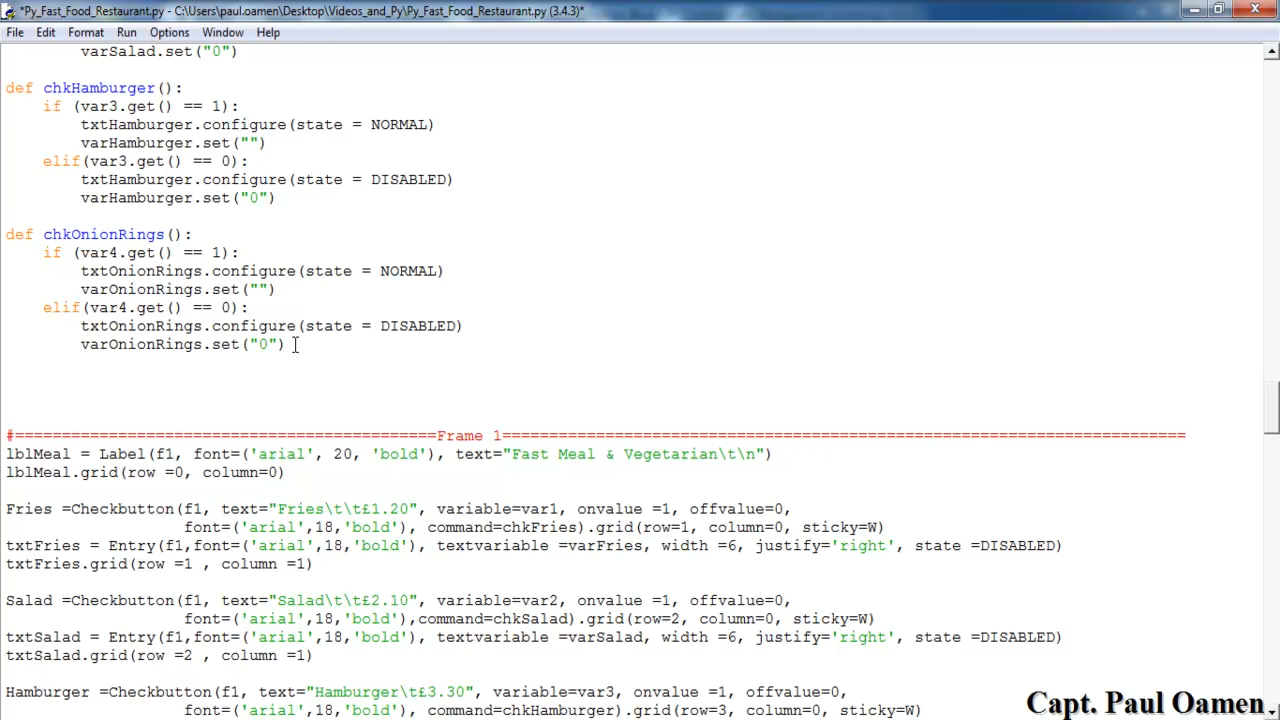 *Py_Fast_Food_Restaurant.py - C:\Users\paul.oamen\Desktop\Videos_and_Py\Py_Fast_Food_Restaurant.py (3.4.3)*
File Edit Format Run Options Window Help
varSalad.set("0")
def chkHamburger():
if (var3.get() == 1):
txtHamburger.configure(state = NORMAL)
varHamburger.set("")
elif(var3.get() == 0):
txtHamburger.configure(state = DISABLED)
varHamburger.set("0")
def chkOnionRings():
if (var4.get() == 1):
txtOnionRings.configure(state = NORMAL)
varOnionRings.set("")
elif(var4.get() == 0):
txtOnionRings.configure(state = DISABLED)
varOnionRings.set("0")
#=============================================Frame 1=========================================================================
lblMeal = Label(f1, font=('arial', 20, 'bold'), text="Fast Meal & Vegetarian\t\n")
lblMeal.grid(row =0, column=0)
Fries =Checkbutton(f1, text="Fries\t\t£1.20", variable=var1, onvalue =1, offvalue=0,
font=('arial',18,'bold'), command=chkFries).grid(row=1, column=0, sticky=W)
txtFries = Entry(f1,font=('arial',18,'bold'), textvariable =varFries, width =6, justify='right', state =DISABLED)
txtFries.grid(row =1 , column =1)
Salad =Checkbutton(f1, text="Salad\t\t£2.10", variable=var2, onvalue =1, offvalue=0,
font=('arial',18,'bold'),command=chkSalad).grid(row=2, column=0, sticky=W)
txtSalad = Entry(f1,font=('arial',18,'bold'), textvariable =varSalad, width =6, justify='right', state =DISABLED)
txtSalad.grid(row =2 , column =1)
Hamburger =Checkbutton(f1, text="Hamburger\t£3.30", variable=var3, onvalue =1, offvalue=0,
font=('arial',18,'bold'), command=chkHamburger).grid(row=3, column=0, sticky=W)
Capt. Paul Oamen